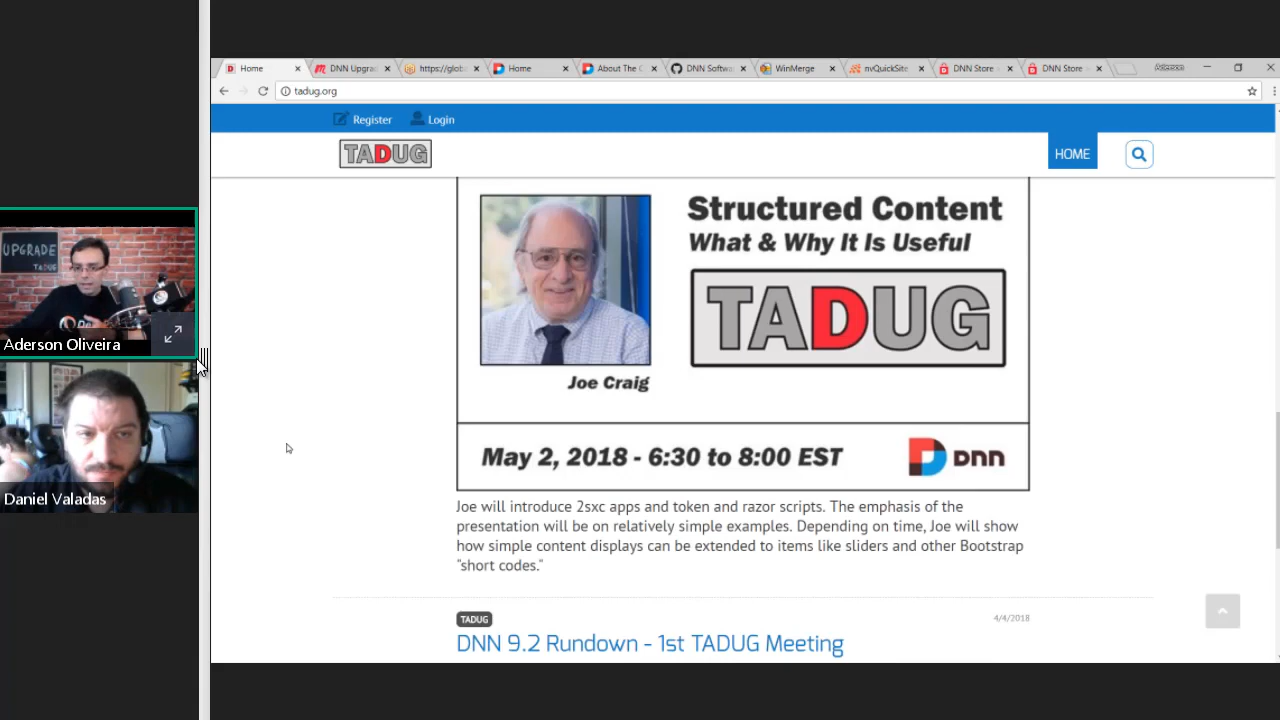 Home
DNN Upgrad
https://glob
Home
About The C
DNN Softw
WinMerge
nvQuickSite
DNN Store
DNN Store
tadug.org
Register
Login
TADUG
HOME
Structured Content
What & Why It Is Useful
TADUG
Joe Craig
May 2, 2018 - 6:30 to 8:00 EST
DNN
Joe will introduce 2sxc apps and token and razor scripts. The emphasis of the
presentation will be on relatively simple examples. Depending on time, Joe will show
how simple content displays can be extended to items like sliders and other Bootstrap
"short codes."
TADUG
4/4/2018
DNN 9.2 Rundown - 1st TADUG Meeting
UPGRADE
TADUG
Aderson Oliveira
Daniel Valadas